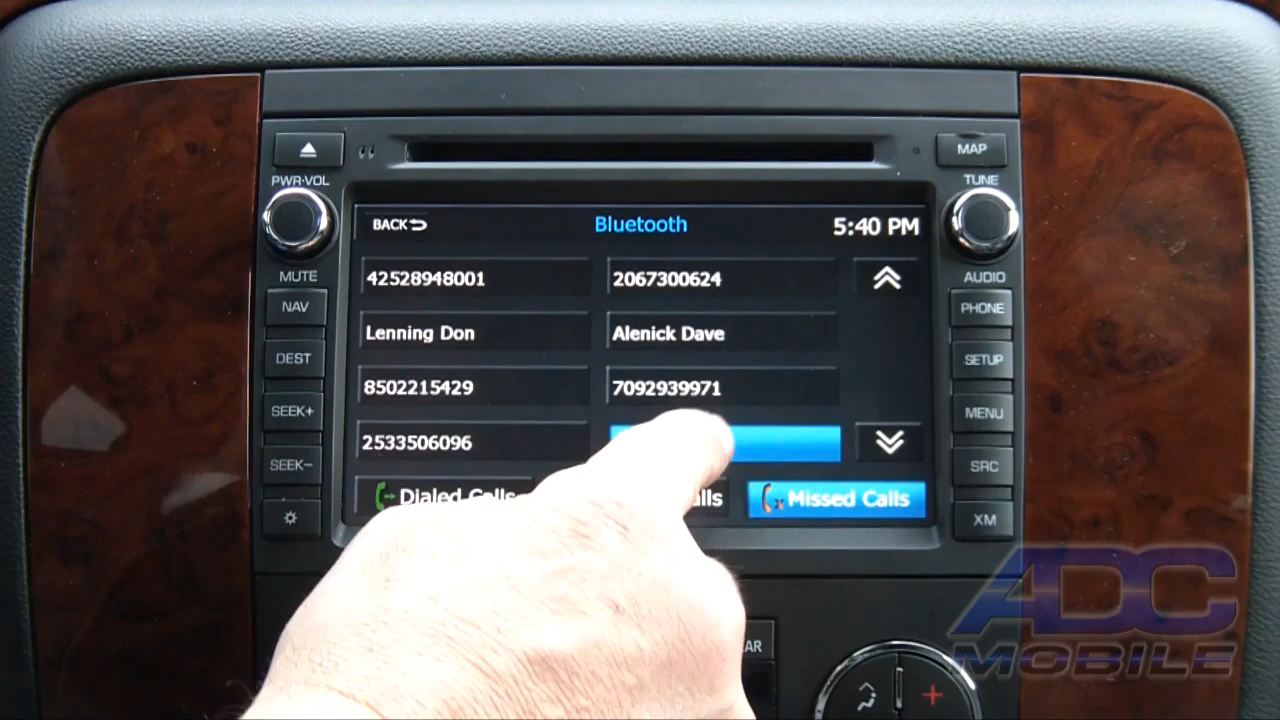 MAP
PWR·VOL
TUNE
BACK
Bluetooth
5:40 PM
MUTE
AUDIO
42528948001
2067300624
NAV
PHONE
Lenning Don
Alenick Dave
DEST
SETUP
8502215429
7092939971
SEEK+
MENU
2533506096
SEEK-
SRC
Dialed Calls
Missed Calls
XM
ADC
MOBILE